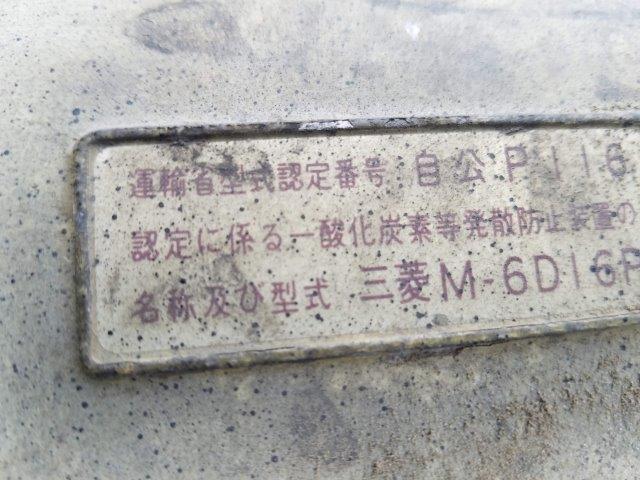 運輸省型式認定番号 自公P116
認定に係る一酸化炭素等発散防止装置の
名称及び型式 三菱M-6D16P